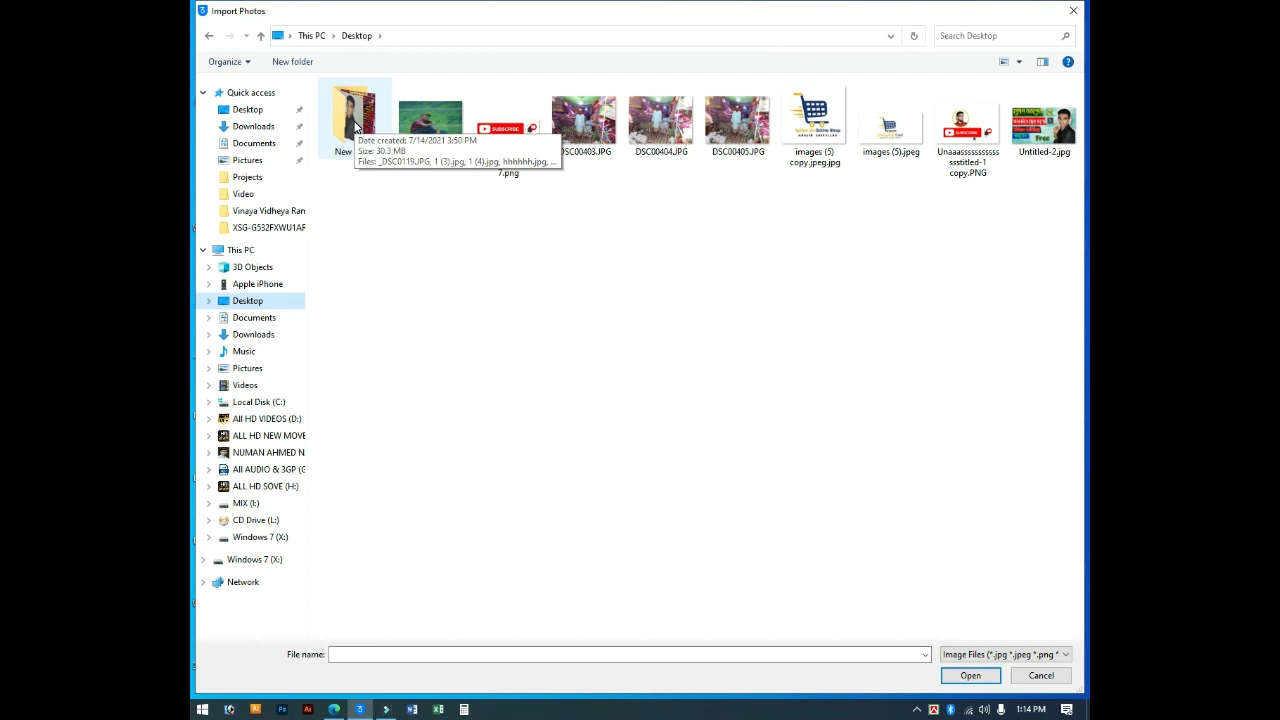 Import Photos
This PC
Desktop
Search Desktop
Organize
New folder
Quick access
Desktop
Downloads
Documents
Pictures
Projects
Video
Vinaya Vidheya Ran
XSG-G532FXWU1AF
This PC
3D Objects
Apple iPhone
Desktop
Documents
Downloads
Music
Pictures
Videos
Local Disk (C:)
All HD VIDEOS (D:)
ALL HD NEW MOVE
NUMAN AHMED N
All AUDIO & 3GP (G
ALL HD SOVE (H:)
MIX (I:)
CD Drive (L:)
Windows 7 (X:)
Windows 7 (X:)
Network
New
Date created: 7/14/2021 3:50 PM
Size: 30.3 MB
Files: _DSC0119.JPG, 1 (3).jpg, 1 (4).jpg, hhhhhh.jpg, ...
SUBSCRIBE
7.png
DSC00403.JPG
DSC00404.JPG
DSC00405.JPG
images (5)
copy.jpeg.jpg
images (5).jpeg
SUBSCRIBE
Unaaasssssssssss
ssstitled-1
copy.PNG
Free
Untitled-2.jpg
File name:
Image Files (*.jpg *.jpeg *.png *
Open
Cancel
1:14 PM